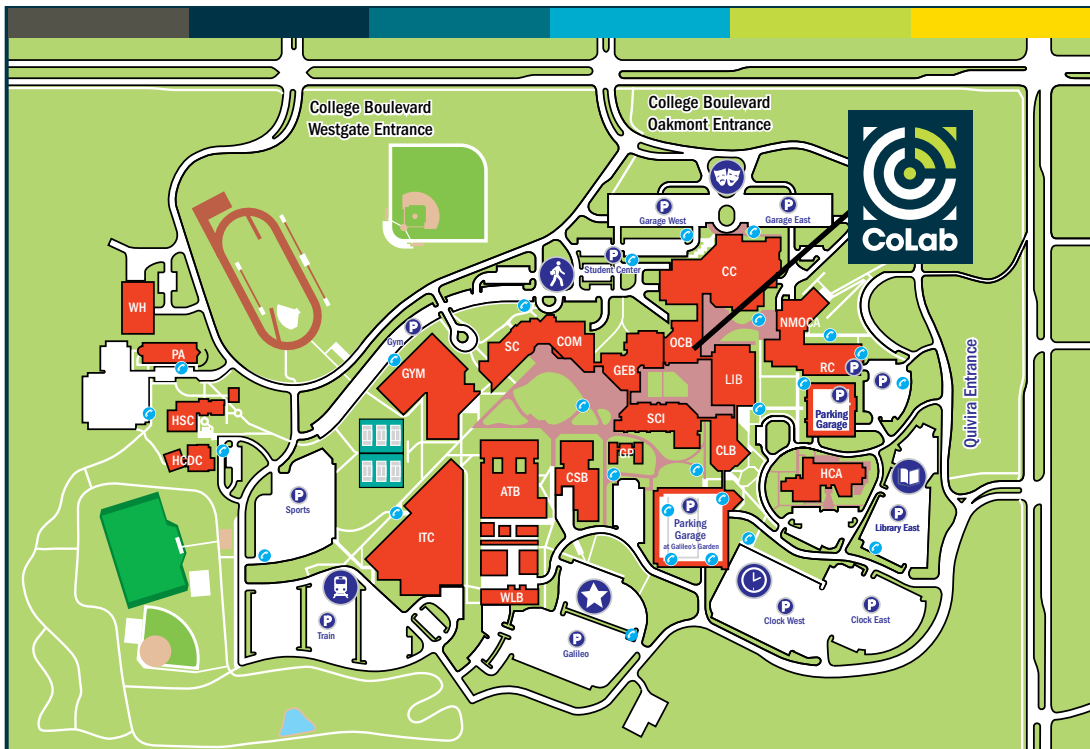 College Boulevard
Westgate Entrance
College Boulevard
Oakmont Entrance
CoLab
P
Garage West
P
Garage East
P
Student Center
CC
WH
P
Gym
NMOCA
PA
SC
COM
OCB
GYM
GEB
LIB
RC
P
P
Quivira Entrance
P
Parking
Garage
HSC
SCI
HCDC
GP
CLB
HCA
P
Sports
ATB
CSB
P
Parking
Garage
at Galileo's Garden
P
Library East
ITC
WLB
P
Train
P
Galileo
P
Clock West
P
Clock East